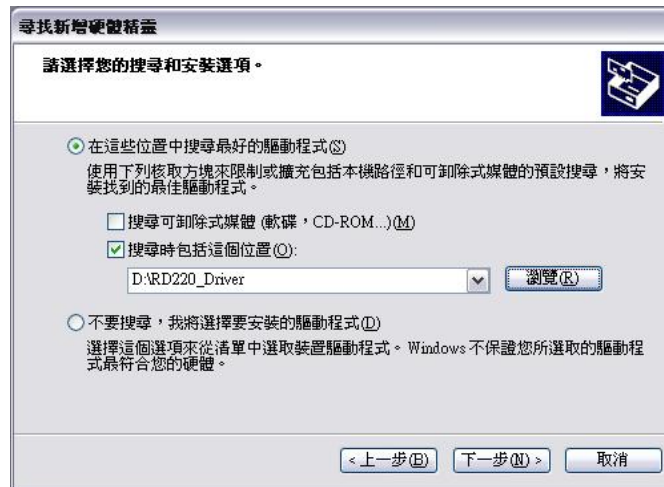 尋找新增硬體精靈
請選擇您的搜尋和安裝選項。
在這些位置中搜尋最好的驅動程式(S)
使用下列核取方塊來限制或擴充包括本機路徑和可卸除式媒體的預設搜尋，將安
裝找到的最佳驅動程式。
搜尋可卸除式媒體 (軟碟，CD-ROM...)(M)
搜尋時包括這個位置(O):
D:\RD220_Driver
瀏覽(R)
不要搜尋，我將選擇要安裝的驅動程式(D)
選擇這個選項來從清單中選取裝置驅動程式。Windows 不保證您所選取的驅動程
式最符合您的硬體。
< 上一步(B) 下一步(N) > 取消